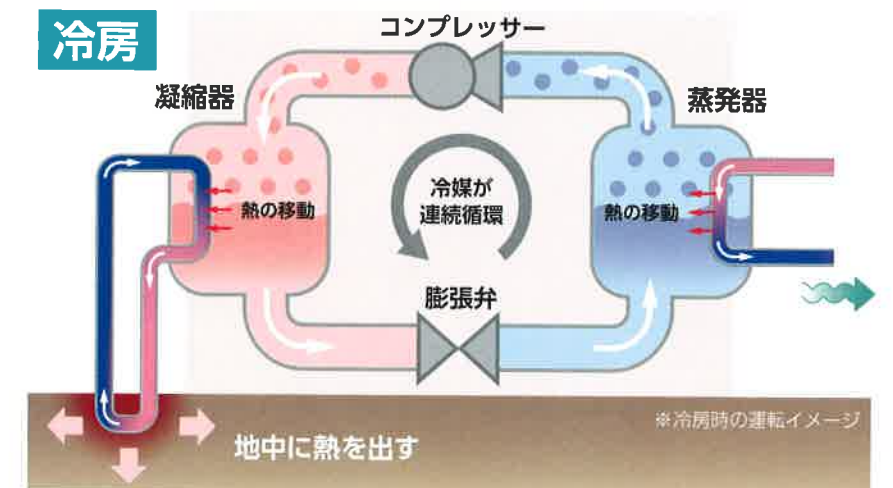 冷房
コンプレッサー
凝縮器
蒸発器
熱の移動
冷媒が
連続循環
熱の移動
膨張弁
※冷房時の運転イメージ
地中に熱を出す